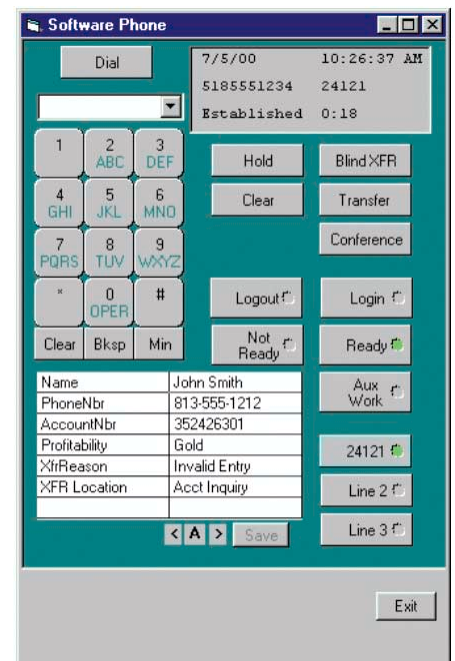 Software Phone
Dial
7/5/00 10:26:37 AM
5185551234 24121
Established 0:18
1 2 3
ABC DEF
4 5 6
GHI JKL MNO
7 8 9
PQRS TUV WXYZ
* 0 #
OPER
Clear Bksp Min
Hold Blind XFR
Clear Transfer
Conference
Logout Login
Not Ready Ready
Aux Work
24121
Line 2
Line 3
Name John Smith
PhoneNbr 813-555-1212
AccountNbr 352426301
Profitability Gold
XfrReason Invalid Entry
XFR Location Acct Inquiry
< A > Save
Exit